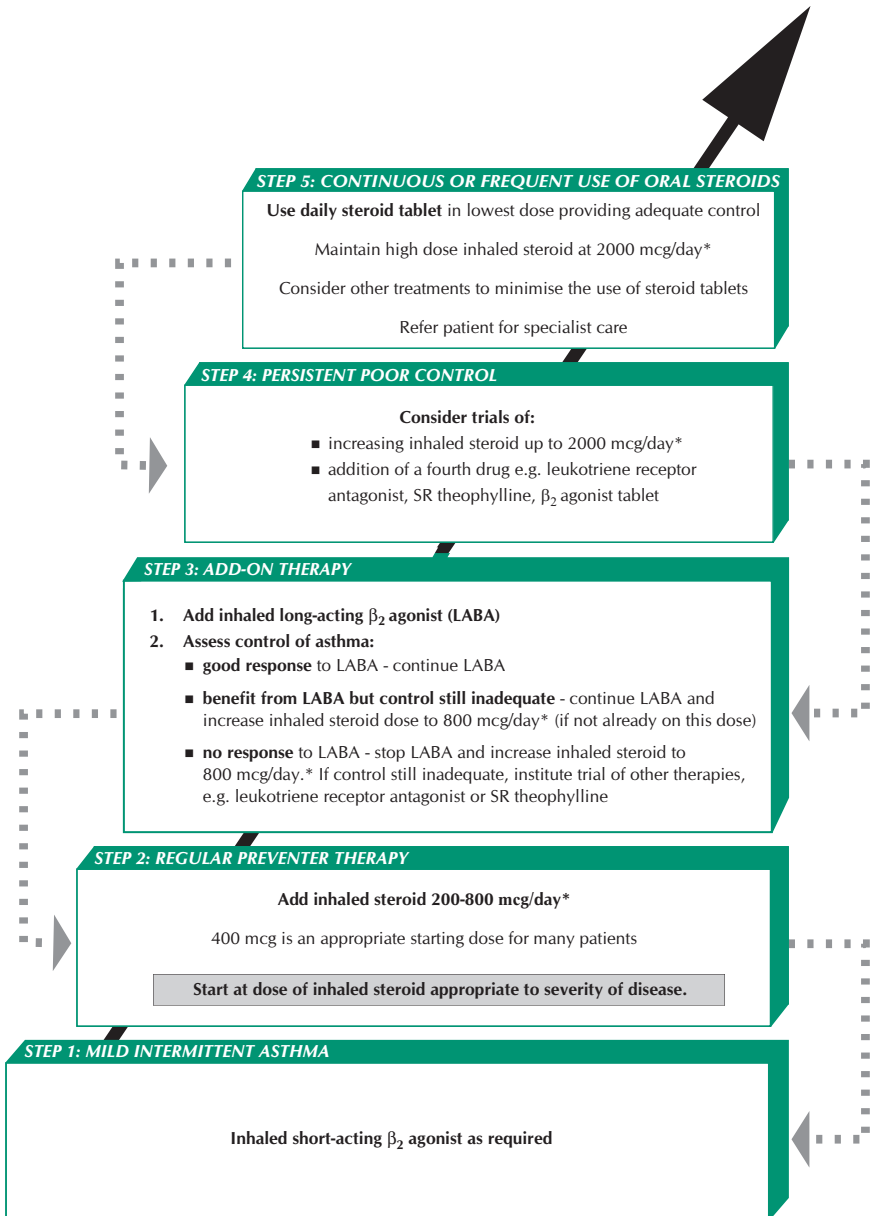 STEP 5: CONTINUOUS OR FREQUENT USE OF ORAL STEROIDS
Use daily steroid tablet in lowest dose providing adequate control
Maintain high dose inhaled steroid at 2000 mcg/day*
Consider other treatments to minimise the use of steroid tablets
Refer patient for specialist care
STEP 4: PERSISTENT POOR CONTROL
Consider trials of:
■ increasing inhaled steroid up to 2000 mcg/day*
■ addition of a fourth drug e.g. leukotriene receptor
antagonist, SR theophylline, β₂ agonist tablet
STEP 3: ADD-ON THERAPY
1. Add inhaled long-acting β₂ agonist (LABA)
2. Assess control of asthma:
■ good response to LABA - continue LABA
■ benefit from LABA but control still inadequate - continue LABA and
increase inhaled steroid dose to 800 mcg/day* (if not already on this dose)
■ no response to LABA - stop LABA and increase inhaled steroid to
800 mcg/day.* If control still inadequate, institute trial of other therapies,
e.g. leukotriene receptor antagonist or SR theophylline
STEP 2: REGULAR PREVENTER THERAPY
Add inhaled steroid 200-800 mcg/day*
400 mcg is an appropriate starting dose for many patients
Start at dose of inhaled steroid appropriate to severity of disease.
STEP 1: MILD INTERMITTENT ASTHMA
Inhaled short-acting β₂ agonist as required